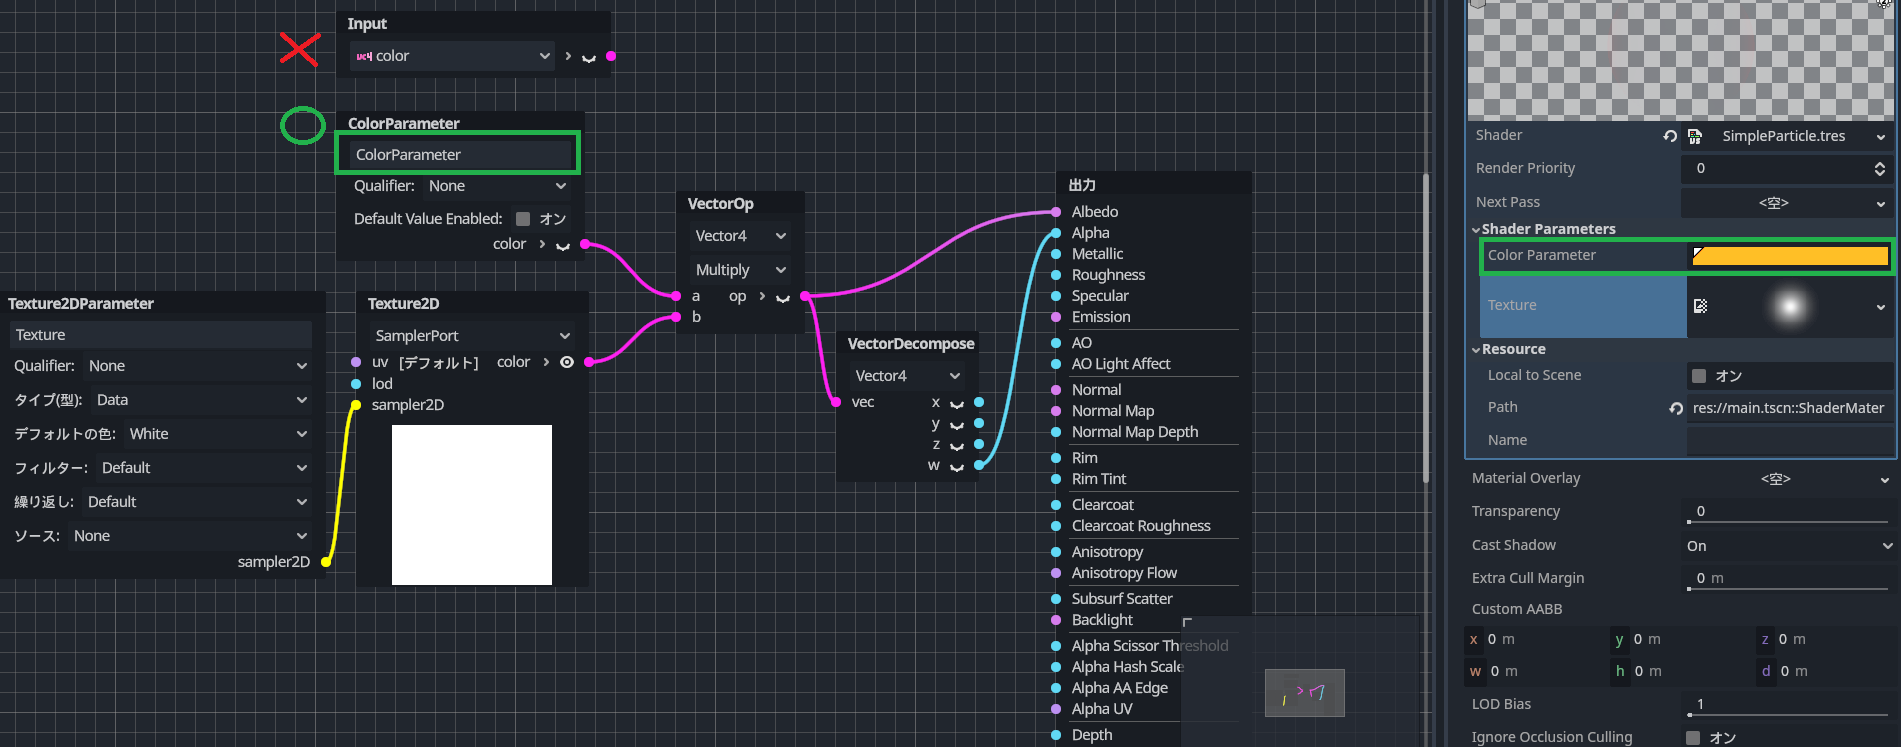 Input
vec4 color
ColorParameter
ColorParameter
Qualifier: None
Default Value Enabled: オン
color
Texture2DParameter
Texture
Qualifier: None
タイプ(型): Data
デフォルトの色: White
フィルター: Default
繰り返し: Default
ソース: None
sampler2D
Texture2D
SamplerPort
uv [デフォルト] color
lod
sampler2D
VectorOp
Vector4
Multiply
a op
b
VectorDecompose
Vector4
vec x
y
z
w
出力
Albedo
Alpha
Metallic
Roughness
Specular
Emission
AO
AO Light Affect
Normal
Normal Map
Normal Map Depth
Rim
Rim Tint
Clearcoat
Clearcoat Roughness
Anisotropy
Anisotropy Flow
Subsurf Scatter
Backlight
Alpha Scissor Threshold
Alpha Hash Scale
Alpha AA Edge
Alpha UV
Depth
Shader SimpleParticle.tres
Render Priority 0
Next Pass <空>
Shader Parameters
Color Parameter
Texture
Resource
Local to Scene オン
Path res://main.tscn::ShaderMater
Name
Material Overlay <空>
Transparency 0
Cast Shadow On
Extra Cull Margin 0 m
Custom AABB
x 0 m y 0 m z 0 m
w 0 m h 0 m d 0 m
LOD Bias 1
Ignore Occlusion Culling オン